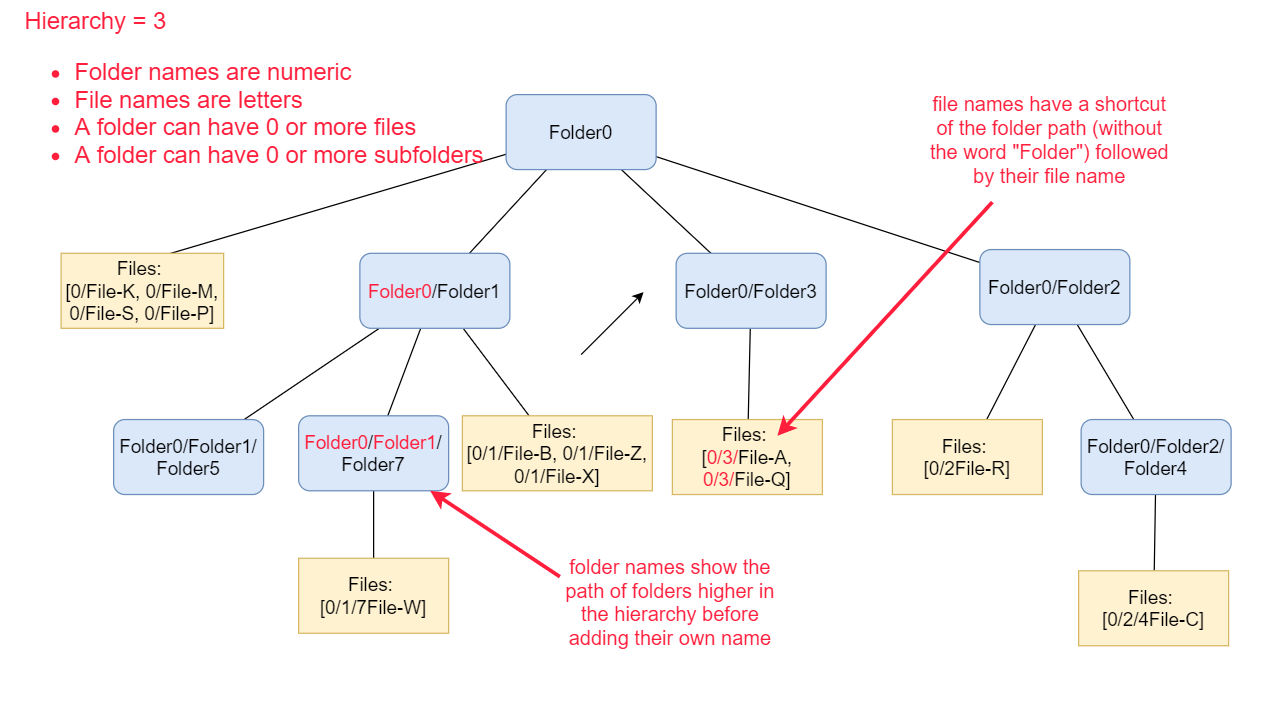 Hierarchy = 3
• Folder names are numeric
• File names are letters
• A folder can have 0 or more files
• A folder can have 0 or more subfolders
file names have a shortcut
of the folder path (without
the word "Folder") followed
by their file name
Folder0
Files:
[0/File-K, 0/File-M,
0/File-S, 0/File-P]
Folder0/Folder1
Folder0/Folder3
Folder0/Folder2
Folder0/Folder1/
Folder5
Folder0/Folder1/
Folder7
Files:
[0/1/File-B, 0/1/File-Z,
0/1/File-X]
Files:
[0/3/File-A,
0/3/File-Q]
Files:
[0/2File-R]
Folder0/Folder2/
Folder4
Files:
[0/1/7File-W]
folder names show the
path of folders higher in
the hierarchy before
adding their own name
Files:
[0/2/4File-C]